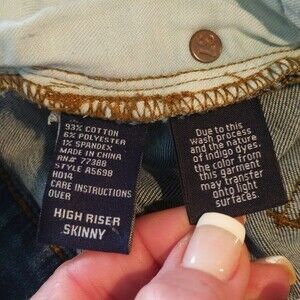 93% COTTON
6% POLYESTER
1% SPANDEX
MADE IN CHINA
RN# 77388
STYLE A5698
H014
CARE INSTRUCTIONS
OVER
HIGH RISER
SKINNY
Due to this
wash process
and the nature
of indigo dyes,
the color from
this garment
may transfer
onto light
surfaces.